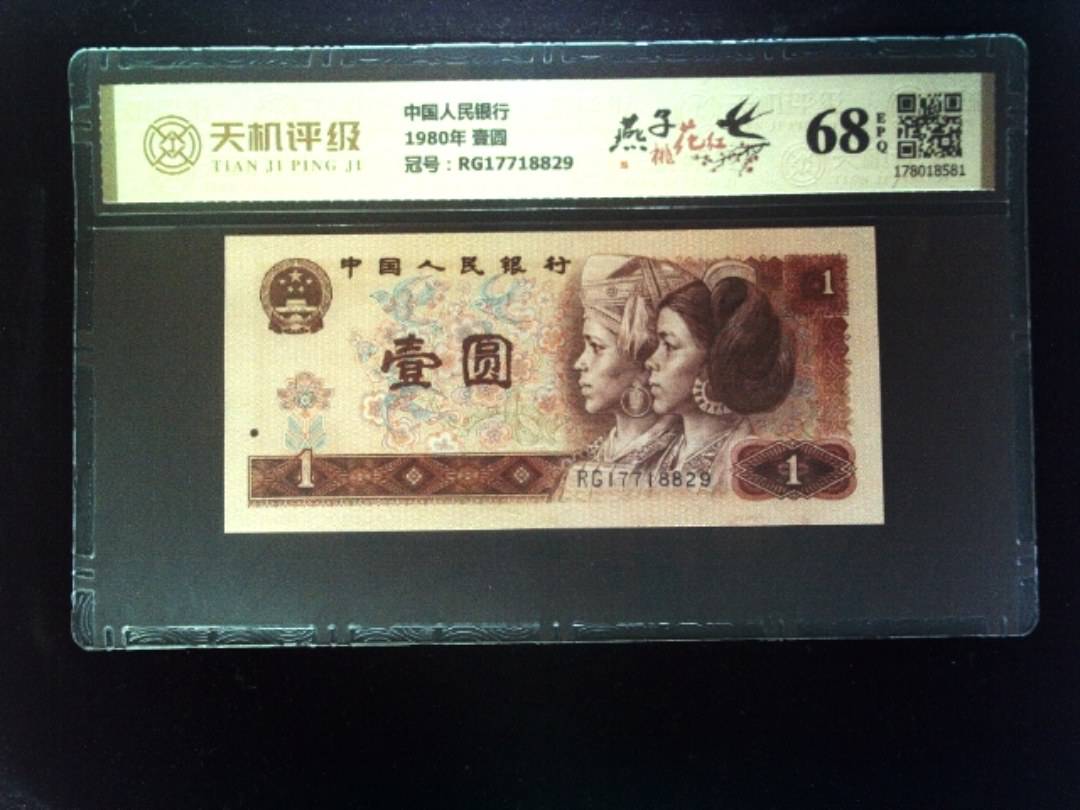 天机评级
TIAN JI PING JI
中国人民银行
1980年 壹圆
冠号：RG17718829
燕子
桃花红
68
EPQ
178018581
中国人民银行
壹圆
1
1
RG17718829
1